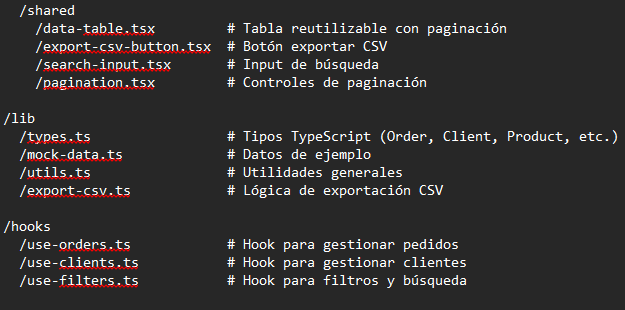 /shared
/data-table.tsx # Tabla reutilizable con paginación
/export-csv-button.tsx # Botón exportar CSV
/search-input.tsx # Input de búsqueda
/pagination.tsx # Controles de paginación
/lib
/types.ts # Tipos TypeScript (Order, Client, Product, etc.)
/mock-data.ts # Datos de ejemplo
/utils.ts # Utilidades generales
/export-csv.ts # Lógica de exportación CSV
/hooks
/use-orders.ts # Hook para gestionar pedidos
/use-clients.ts # Hook para gestionar clientes
/use-filters.ts # Hook para filtros y búsqueda